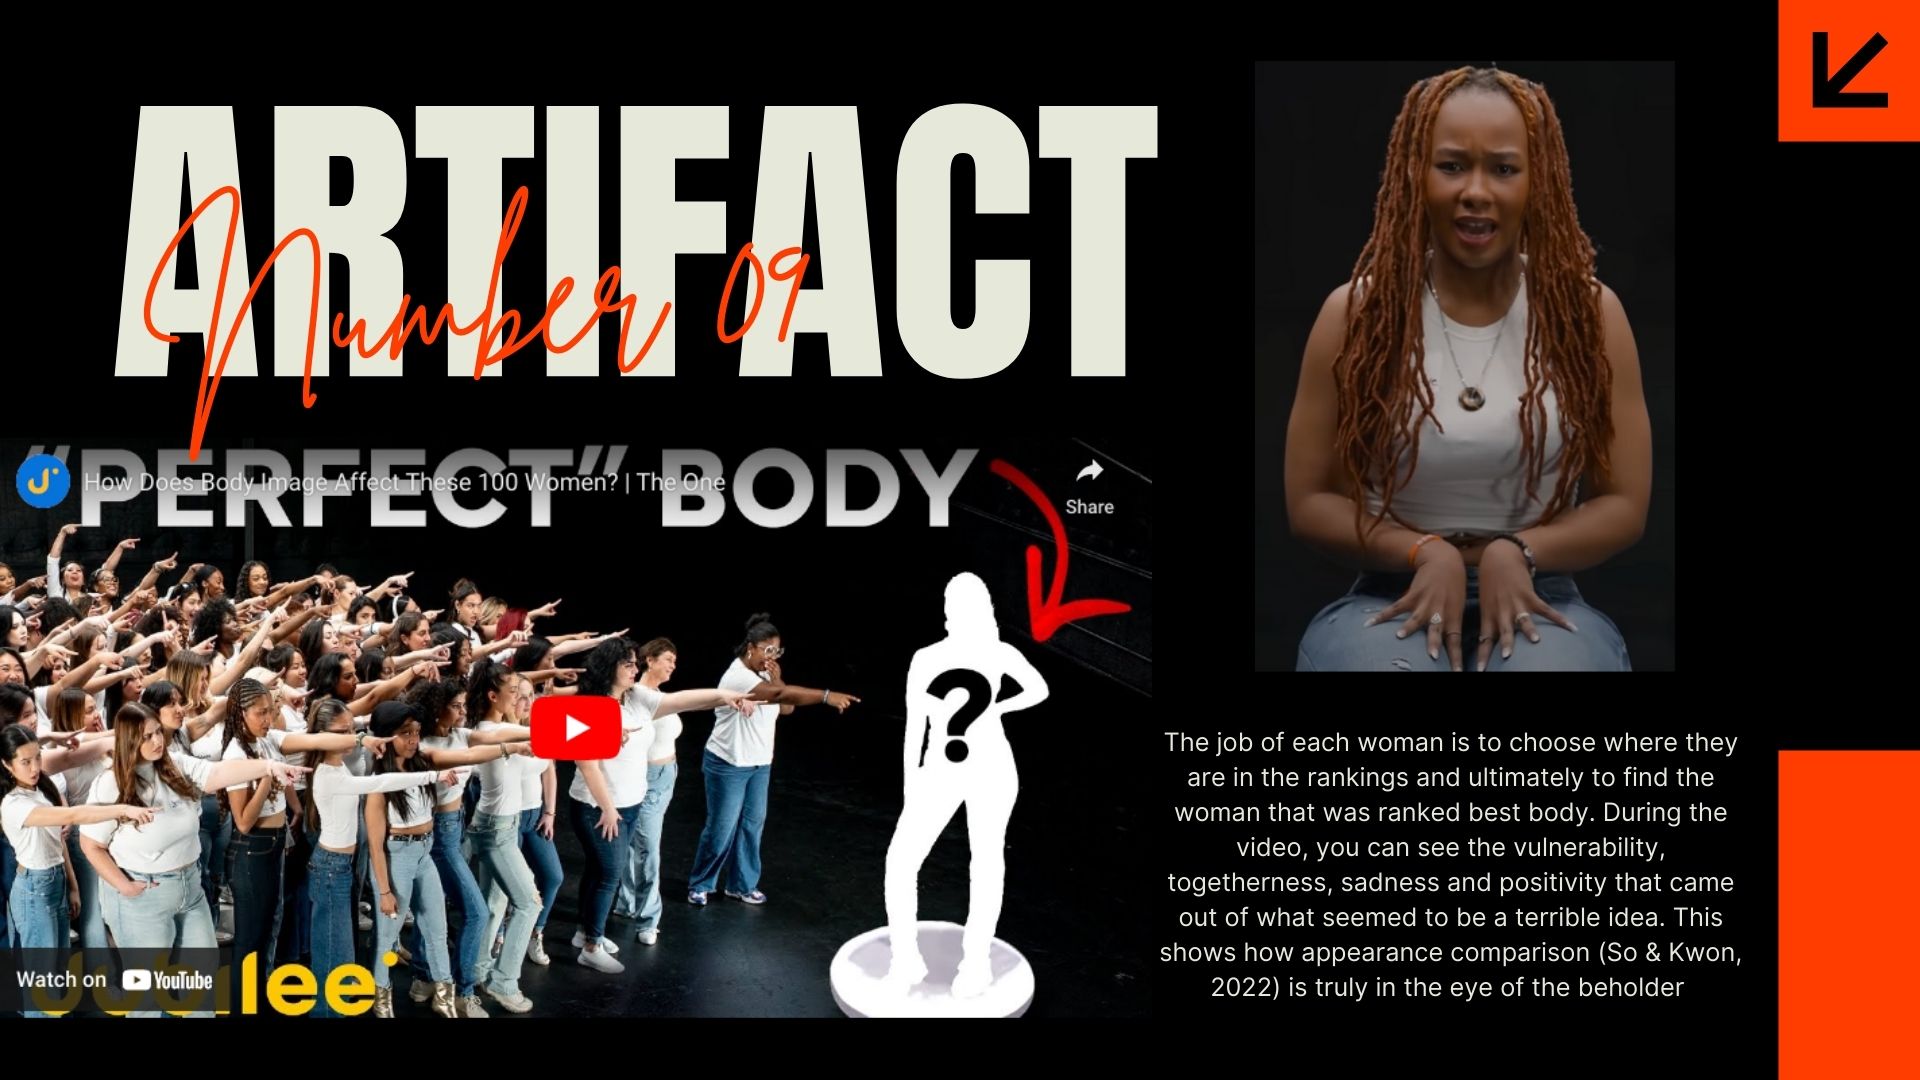 ARTIFACT
Number 09
"PERFECT" BODY
How Does Body Image Affect These 100 Women? | The One
Share
?
Watch on YouTube
Jubilee
The job of each woman is to choose where they
are in the rankings and ultimately to find the
woman that was ranked best body. During the
video, you can see the vulnerability,
togetherness, sadness and positivity that came
out of what seemed to be a terrible idea. This
shows how appearance comparison (So & Kwon,
2022) is truly in the eye of the beholder